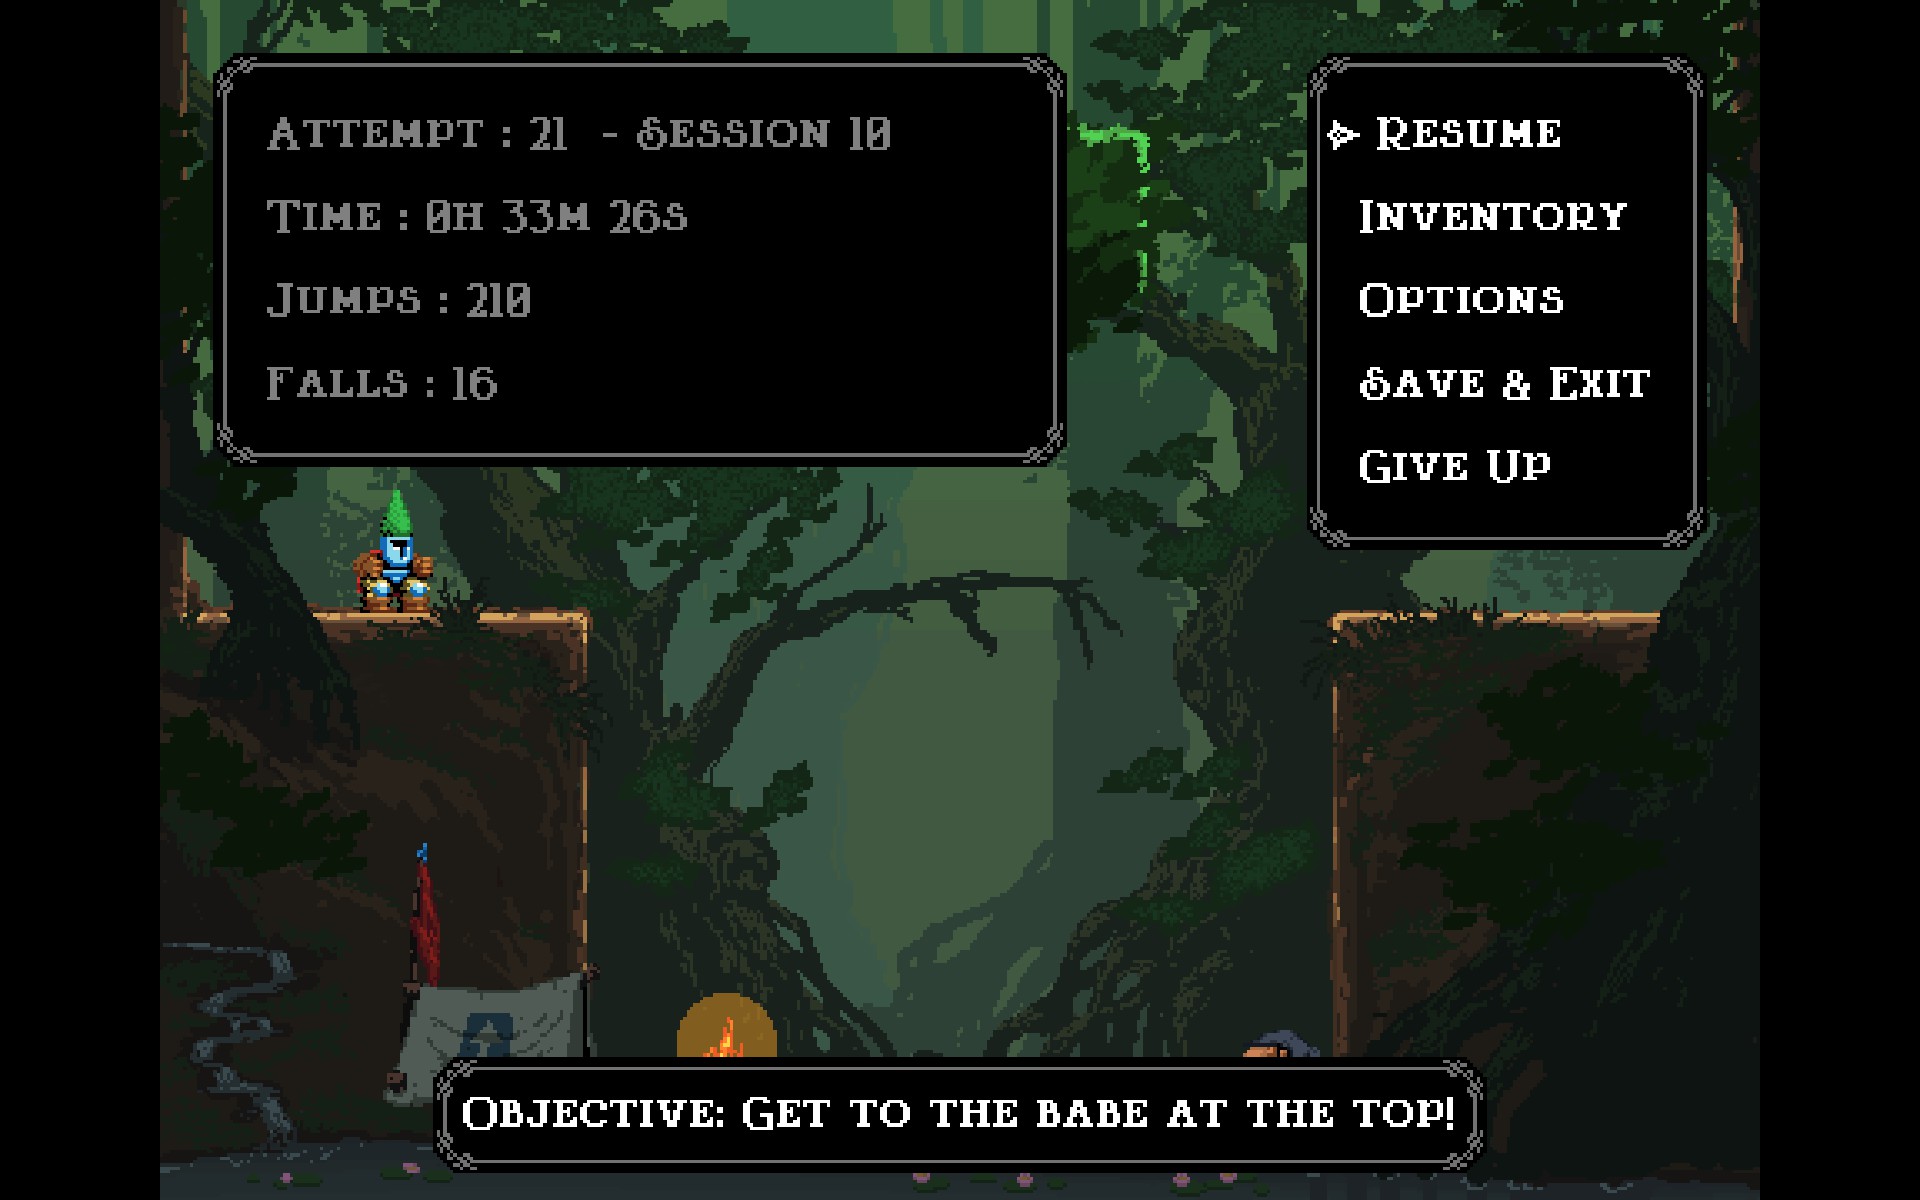 Attempt : 21 - Session 10
Time : 0h 33m 26s
Jumps : 210
Falls : 16
Resume
Inventory
Options
Save & Exit
Give Up
Objective: Get to the babe at the top!